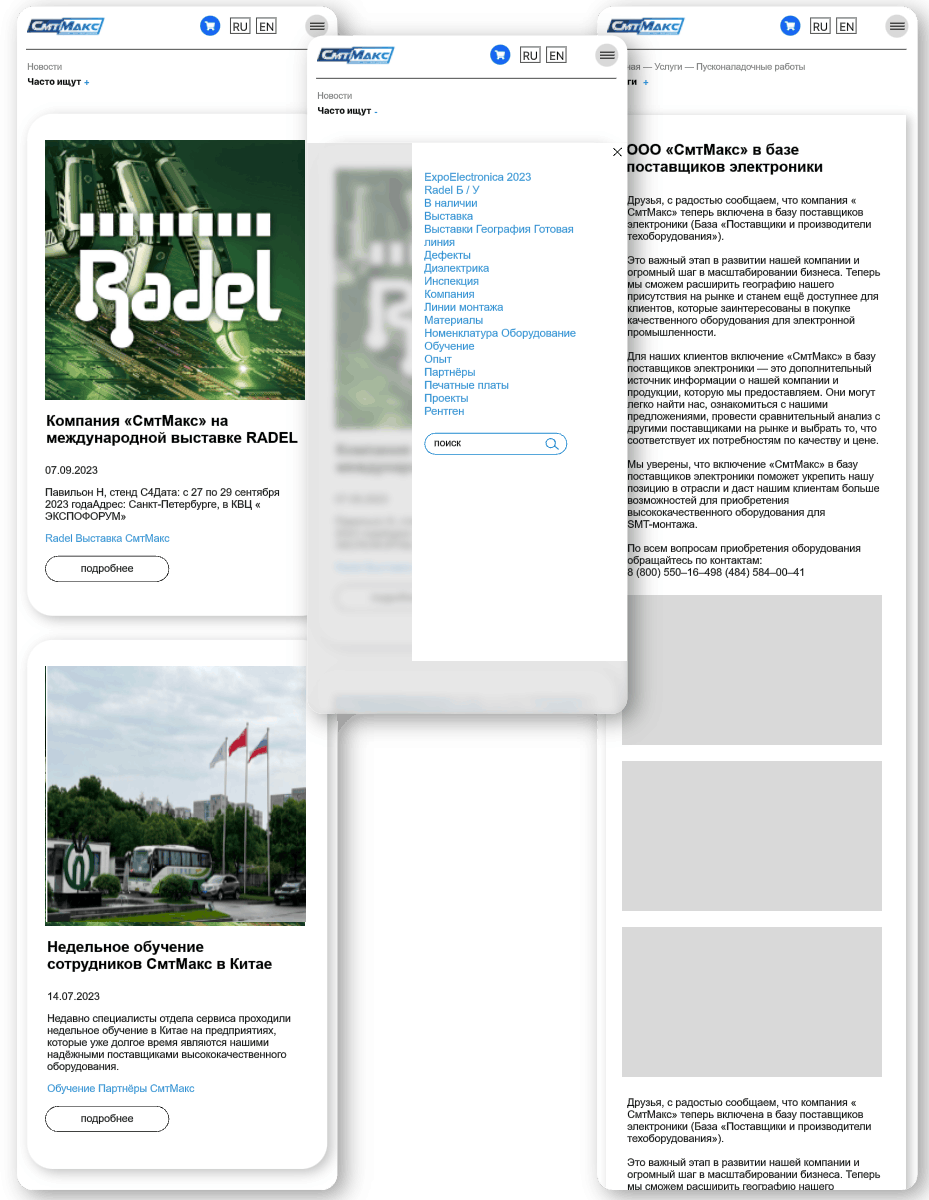 СмтМакс
RU EN
Новости
Часто ищут +
Radel
Компания «СмтМакс» на
международной выставке RADEL
07.09.2023
Павильон H, стенд C4Дата: с 27 по 29 сентября
2023 годаАдрес: Санкт-Петербурге, в КВЦ «
ЭКСПОФОРУМ»
Radel Выставка СмтМакс
подробнее
Недельное обучение
сотрудников СмтМакс в Китае
14.07.2023
Недавно специалисты отдела сервиса проходили
недельное обучение в Китае на предприятиях,
которые уже долгое время являются нашими
надёжными поставщиками высококачественного
оборудования.
Обучение Партнёры СмтМакс
подробнее
СмтМакс
RU EN
Новости
Часто ищут -
ExpoElectronica 2023
Radel Б / У
В наличии
Выставка
Выставки География Готовая
линия
Дефекты
Диэлектрика
Инспекция
Компания
Линии монтажа
Материалы
Номенклатура Оборудование
Обучение
Опыт
Партнёры
Печатные платы
Проекты
Рентген
поиск
СмтМакс
RU EN
ная — Услуги — Пусконападочные работы
ги +
ООО «СмтМакс» в базе
поставщиков электроники
Друзья, с радостью сообщаем, что компания «
СмтМакс» теперь включена в базу поставщиков
электроники (База «Поставщики и производители
техоборудования»).
Это важный этап в развитии нашей компании и
огромный шаг в масштабировании бизнеса. Теперь
мы сможем расширить географию нашего
присутствия на рынке и станем ещё доступнее для
клиентов, которые заинтересованы в покупке
качественного оборудования для электронной
промышленности.
Для наших клиентов включение «СмтМакс» в базу
поставщиков электроники — это дополнительный
источник информации о нашей компании и
продукции, которую мы предоставляем. Они могут
легко найти нас, ознакомиться с нашими
предложениями, провести сравнительный анализ с
другими поставщиками на рынке и выбрать то, что
соответствует их потребностям по качеству и цене.
Мы уверены, что включение «СмтМакс» в базу
поставщиков электроники поможет укрепить нашу
позицию в отрасли и даст нашим клиентам больше
возможностей для приобретения
высококачественного оборудования для
SMT-монтажа.
По всем вопросам приобретения оборудования
обращайтесь по контактам:
8 (800) 550–16–498 (484) 584–00–41
Друзья, с радостью сообщаем, что компания «
СмтМакс» теперь включена в базу поставщиков
электроники (База «Поставщики и производители
техоборудования»).
Это важный этап в развитии нашей компании и
огромный шаг в масштабировании бизнеса. Теперь
мы сможем расширить географию нашего